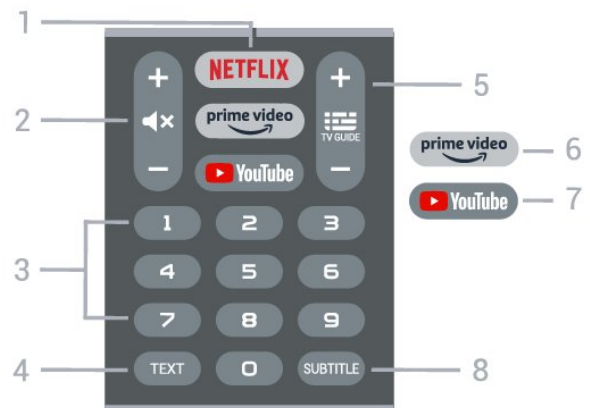 1
NETFLIX
+ +
2
prime video
TV GUIDE
5
- -
YouTube
prime video
6
YouTube
7
3
1 2 3
4 5 6
7 8 9
4
TEXT 0 SUBTITLE
8